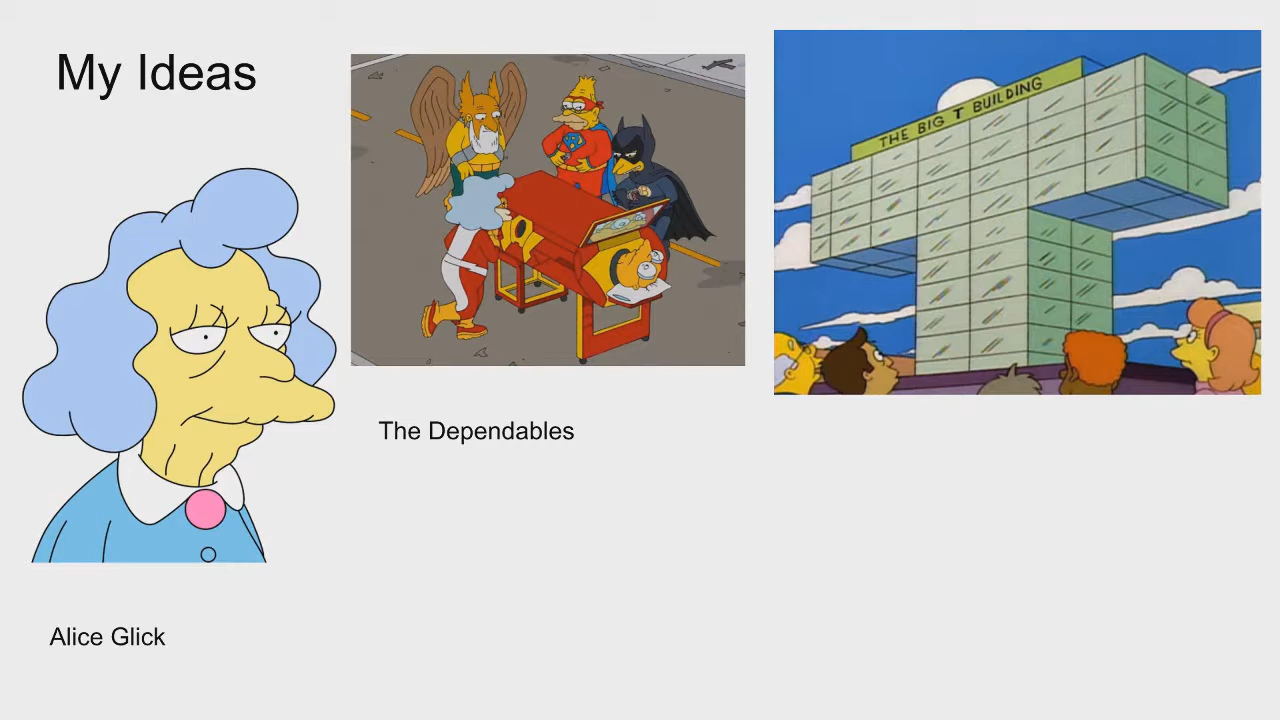 My Ideas
THE BIG T BUILDING
The Dependables
Alice Glick